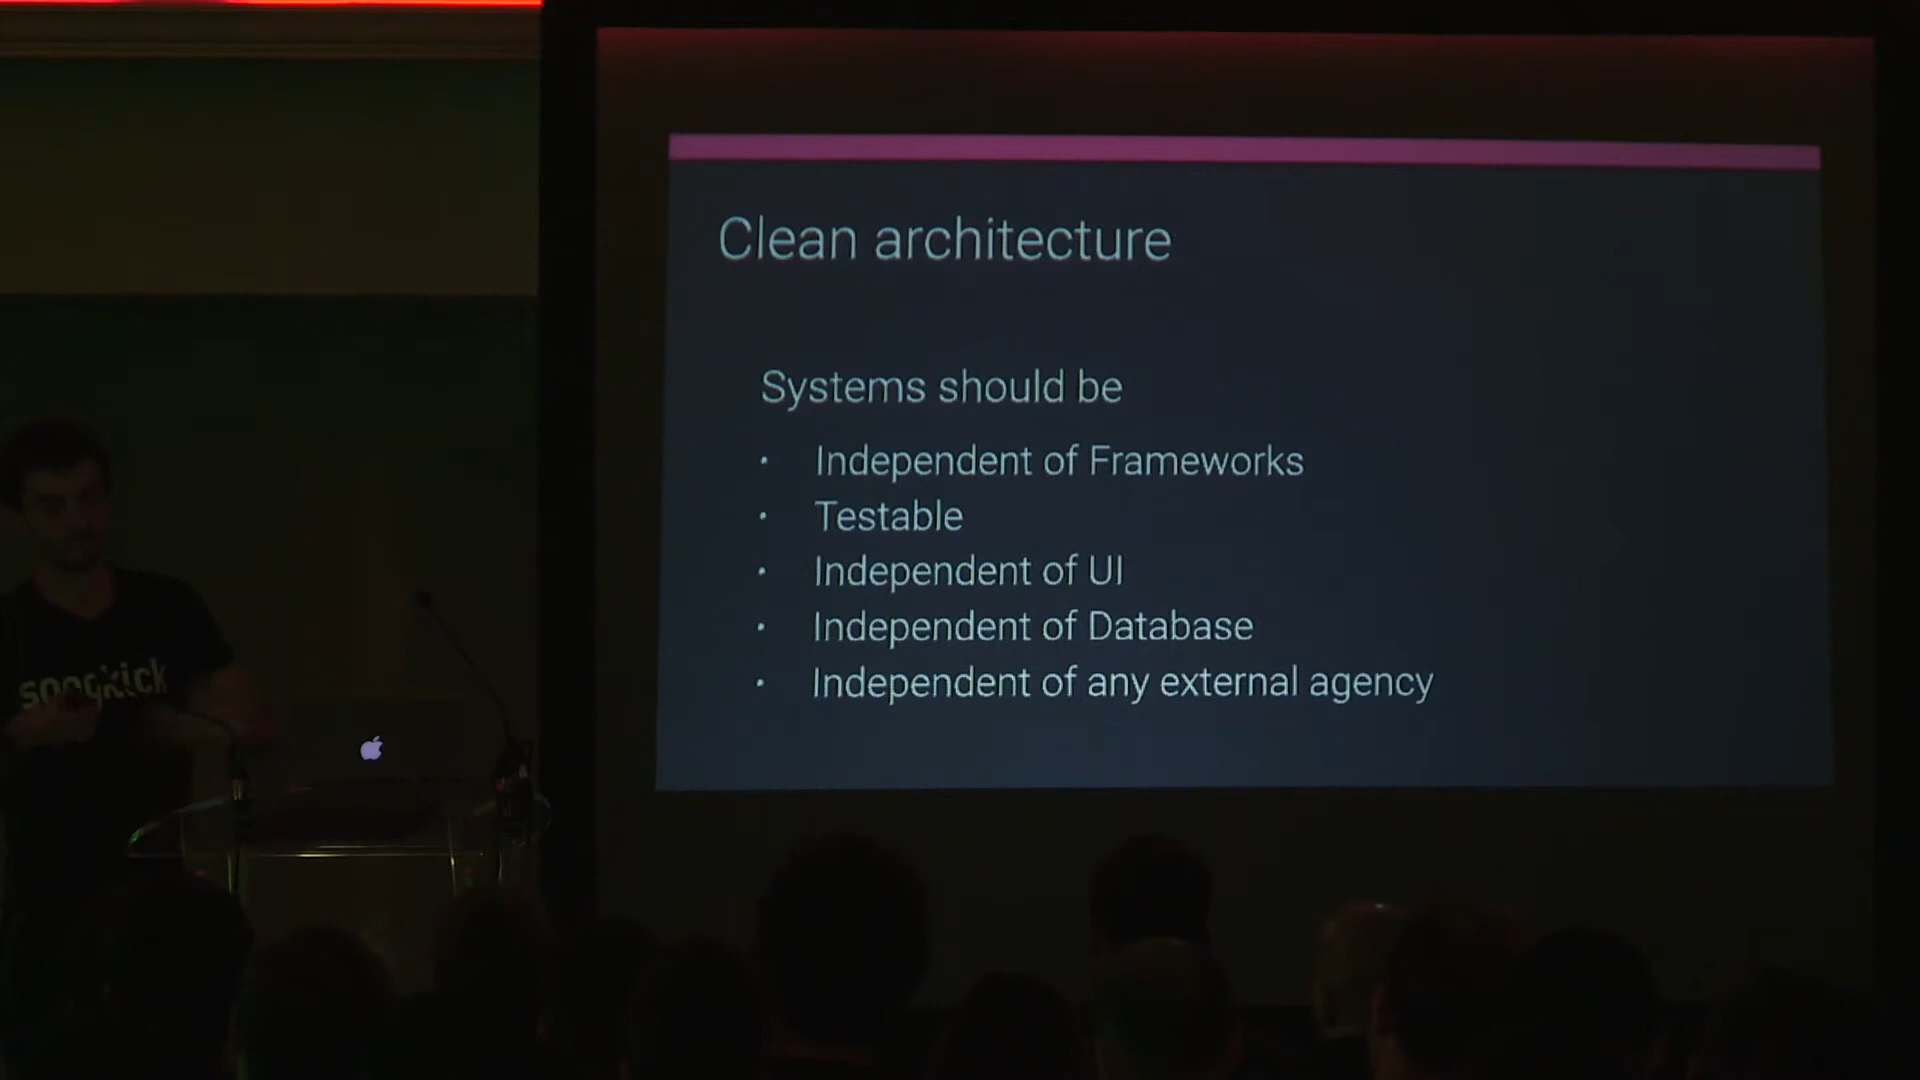 Clean architecture
Systems should be
· Independent of Frameworks
· Testable
· Independent of UI
· Independent of Database
· Independent of any external agency
songkick